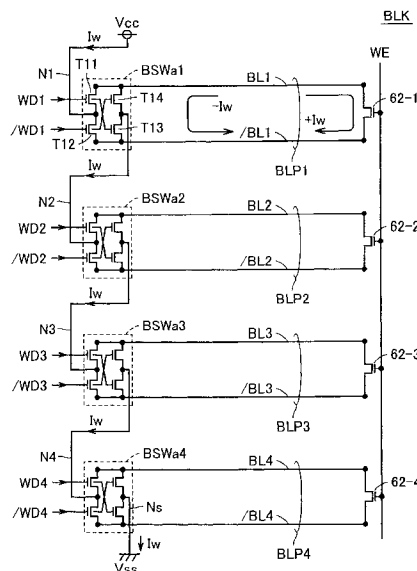 BLK
Vcc
Iw
WE
N1
T11
BSWa1
BL1
62-1
WD1
T14
-Iw
+Iw
/WD1
T13
/BL1
T12
Iw
BLP1
N2
BSWa2
BL2
62-2
WD2
/WD2
/BL2
Iw
BLP2
N3
BSWa3
BL3
62-3
WD3
/WD3
/BL3
Iw
BLP3
N4
BSWa4
BL4
62-4
WD4
/WD4
Ns
/BL4
Iw
BLP4
Vss